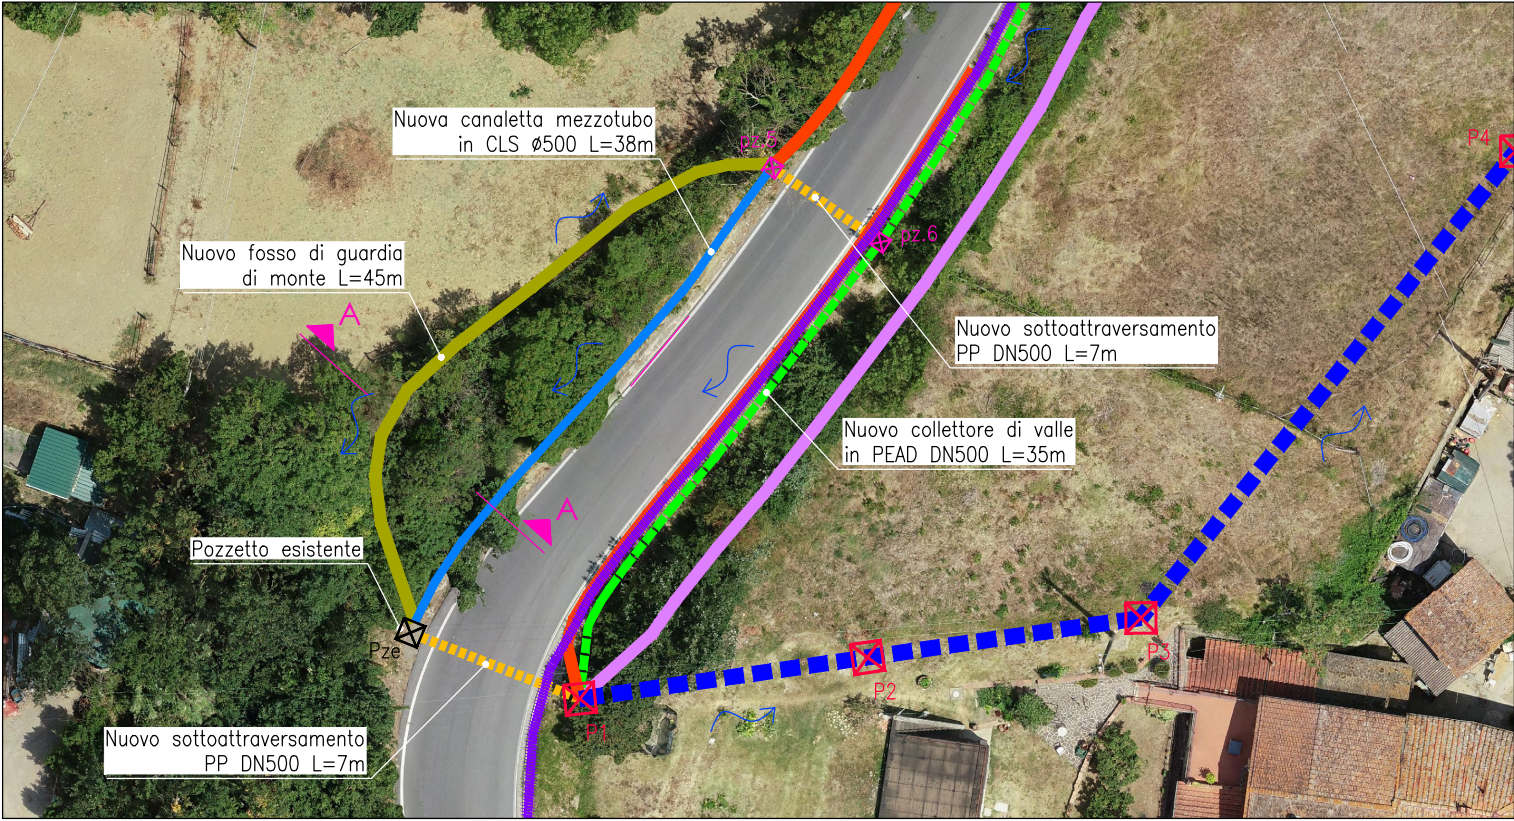 Nuova canaletta mezzotubo
in CLS Ø500 L=38m
pz.5
P4
Nuovo fosso di guardia
di monte L=45m
pz.6
A
Nuovo sottoattraversamento
PP DN500 L=7m
Nuovo collettore di valle
in PEAD DN500 L=35m
A
Pozzetto esistente
Pze
P3
P2
P1
Nuovo sottoattraversamento
PP DN500 L=7m